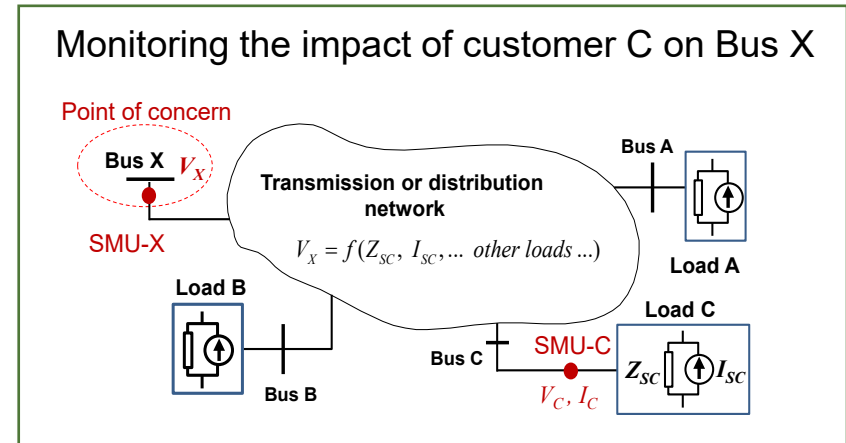 Monitoring the impact of customer C on Bus X
Point of concern
Bus X V_X
SMU-X
Transmission or distribution
network
V_X = f(Z_SC, I_SC,... other loads ...)
Bus A
Load A
Load B
Bus B
Bus C
SMU-C
V_C, I_C
Load C
Z_SC I_SC